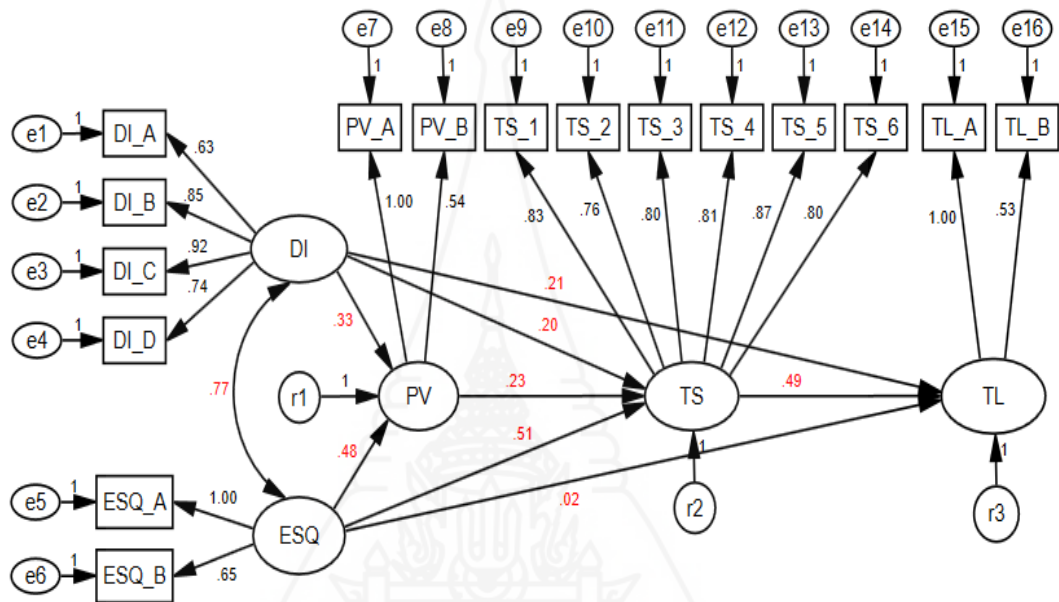 e7 e8 e9 e10 e11 e12 e13 e14 e15 e16
1 1 1 1 1 1 1 1 1 1
PV_A PV_B TS_1 TS_2 TS_3 TS_4 TS_5 TS_6 TL_A TL_B
e1 1 DI_A
.63
e2 1 DI_B
.85
e3 1 DI_C
.92
e4 1 DI_D
.74
DI
1.00 .54 .83 .76 .80 .81 .87 .80 1.00 .53
.21
.20
.33
.77
r1 1 PV
.23
TS
.49
TL
.51
.48
.02
1
r2
1
r3
e5 1 ESQ_A
1.00
ESQ
e6 1 ESQ_B
.65